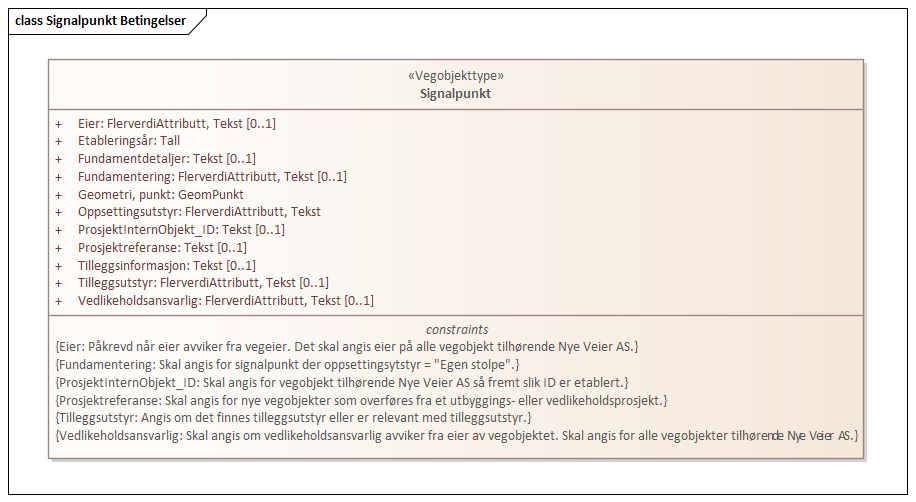 class Signalpunkt Betingelser
«Vegobjekttype»
Signalpunkt
+ Eier: FlerverdiAttributt, Tekst [0..1]
+ Etableringsår: Tall
+ Fundamentdetaljer: Tekst [0..1]
+ Fundamentering: FlerverdiAttributt, Tekst [0..1]
+ Geometri, punkt: GeomPunkt
+ Oppsettingsutstyr: FlerverdiAttributt, Tekst
+ ProsjektInternObjekt_ID: Tekst [0..1]
+ Prosjektreferanse: Tekst [0..1]
+ Tilleggsinformasjon: Tekst [0..1]
+ Tilleggsutstyr: FlerverdiAttributt, Tekst [0..1]
+ Vedlikeholdsansvarlig: FlerverdiAttributt, Tekst [0..1]
constraints
{Eier: Påkrevd når eier avviker fra vegeier. Det skal angis eier på alle vegobjekt tilhørende Nye Veier AS.}
{Fundamentering: Skal angis for signalpunkt der oppsettingsytstyr = "Egen stolpe".}
{ProsjektInternObjekt_ID: Skal angis for vegobjekt tilhørende Nye Veier AS så fremt slik ID er etablert.}
{Prosjektreferanse: Skal angis for nye vegobjekter som overføres fra et utbyggings- eller vedlikeholdsprosjekt.}
{Tilleggsutstyr: Angis om det finnes tilleggsutstyr eller er relevant med tilleggsutstyr.}
{Vedlikeholdsansvarlig: Skal angis om vedlikeholdsansvarlig avviker fra eier av vegobjektet. Skal angis for alle vegobjekter tilhørende Nye Veier AS.}